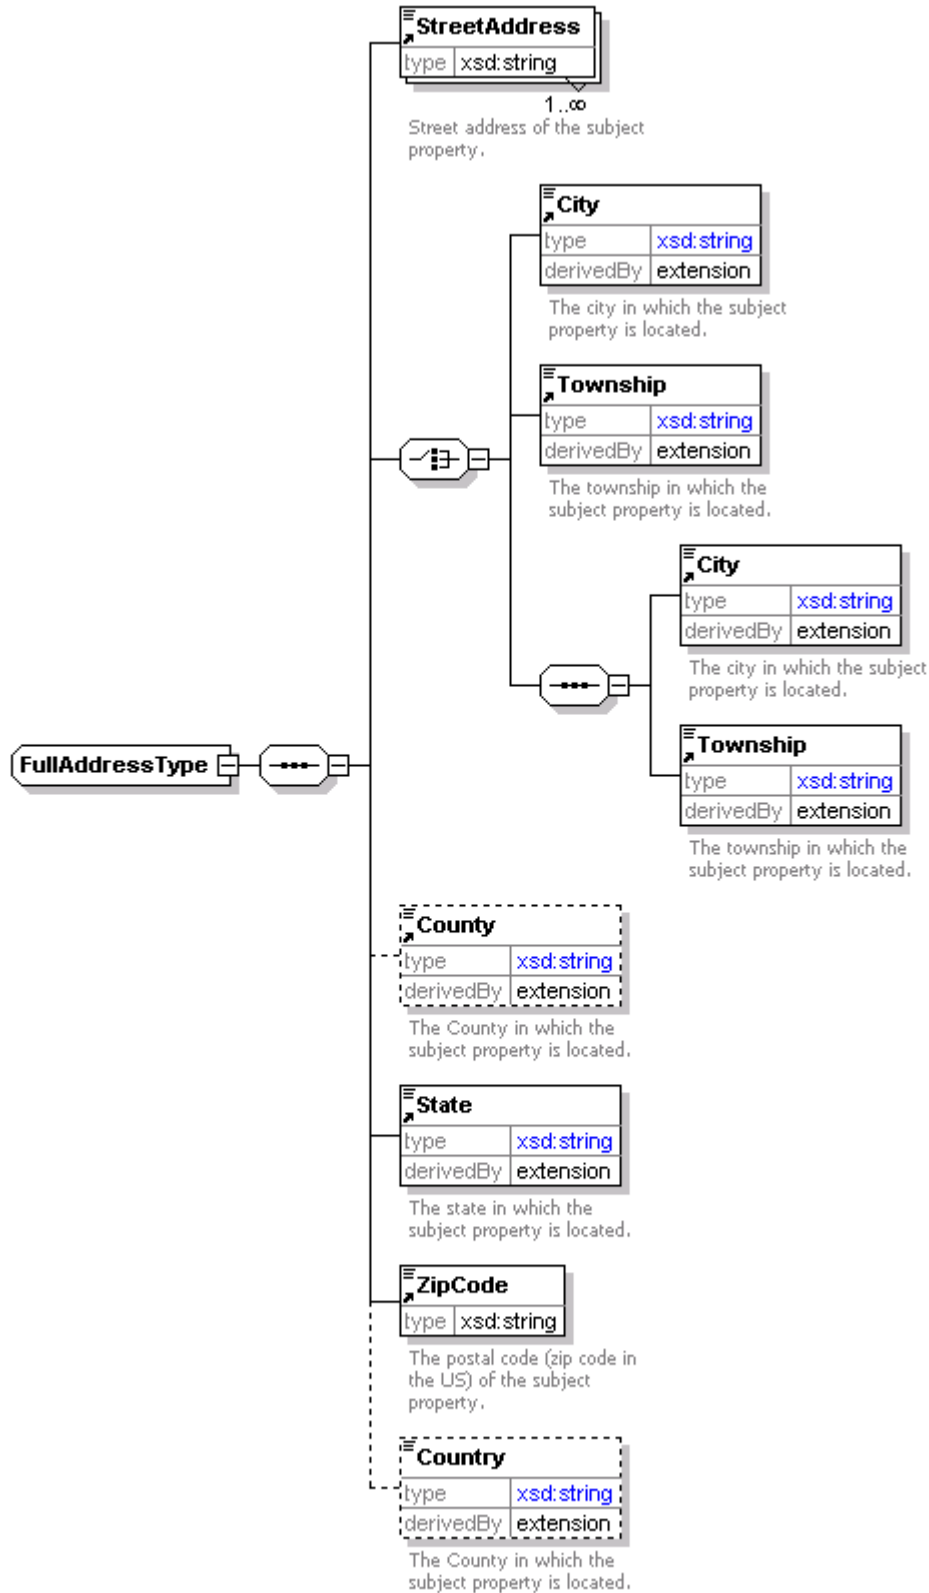 StreetAddress
type xsd:string
1..∞
Street address of the subject
property.
City
type xsd:string
derivedBy extension
The city in which the subject
property is located.
Township
type xsd:string
derivedBy extension
The township in which the
subject property is located.
City
type xsd:string
derivedBy extension
The city in which the subject
property is located.
Township
type xsd:string
derivedBy extension
The township in which the
subject property is located.
FullAddressType
County
type xsd:string
derivedBy extension
The County in which the
subject property is located.
State
type xsd:string
derivedBy extension
The state in which the
subject property is located.
ZipCode
type xsd:string
The postal code (zip code in
the US) of the subject
property.
Country
type xsd:string
derivedBy extension
The County in which the
subject property is located.